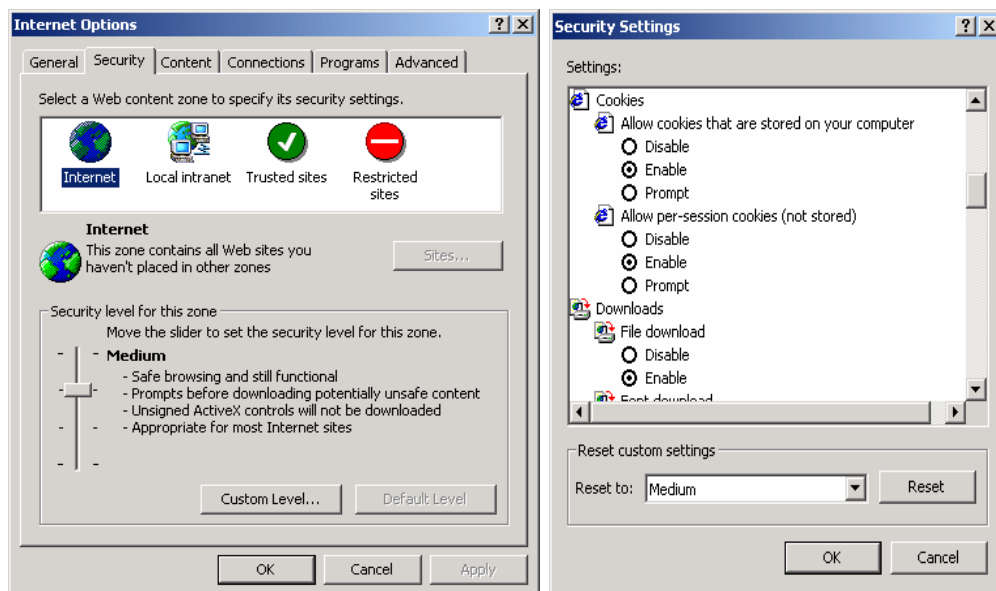 Internet Options
General Security Content Connections Programs Advanced
Select a Web content zone to specify its security settings.
Internet Local intranet Trusted sites Restricted sites
Internet
This zone contains all Web sites you
haven't placed in other zones
Sites...
Security level for this zone
Move the slider to set the security level for this zone.
Medium
- Safe browsing and still functional
- Prompts before downloading potentially unsafe content
- Unsigned ActiveX controls will not be downloaded
- Appropriate for most Internet sites
Custom Level... Default Level
OK Cancel Apply
Security Settings
Settings:
Cookies
Allow cookies that are stored on your computer
Disable
Enable
Prompt
Allow per-session cookies (not stored)
Disable
Enable
Prompt
Downloads
File download
Disable
Enable
Font download
Reset custom settings
Reset to: Medium Reset
OK Cancel